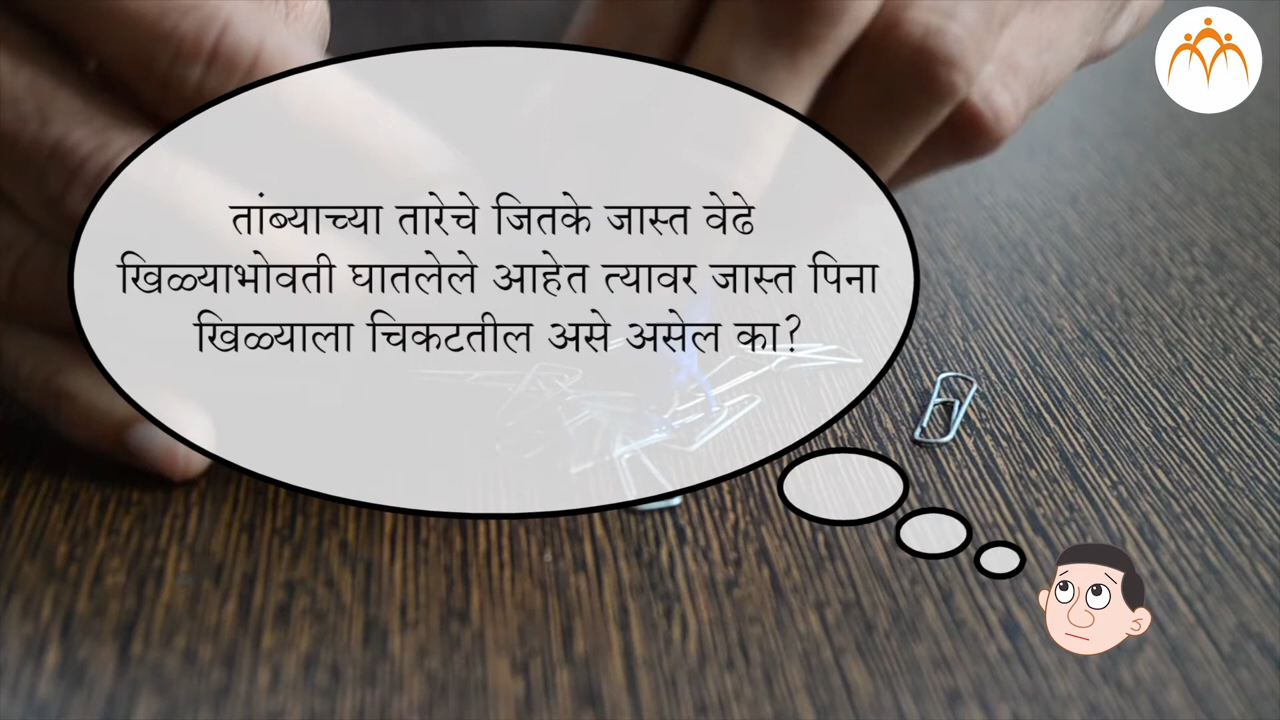 तांब्याच्या तारेचे जितके जास्त वेढे
खिळ्याभोवती घातलेले आहेत त्यावर जास्त पिना
खिळ्याला चिकटतील असे असेल का?